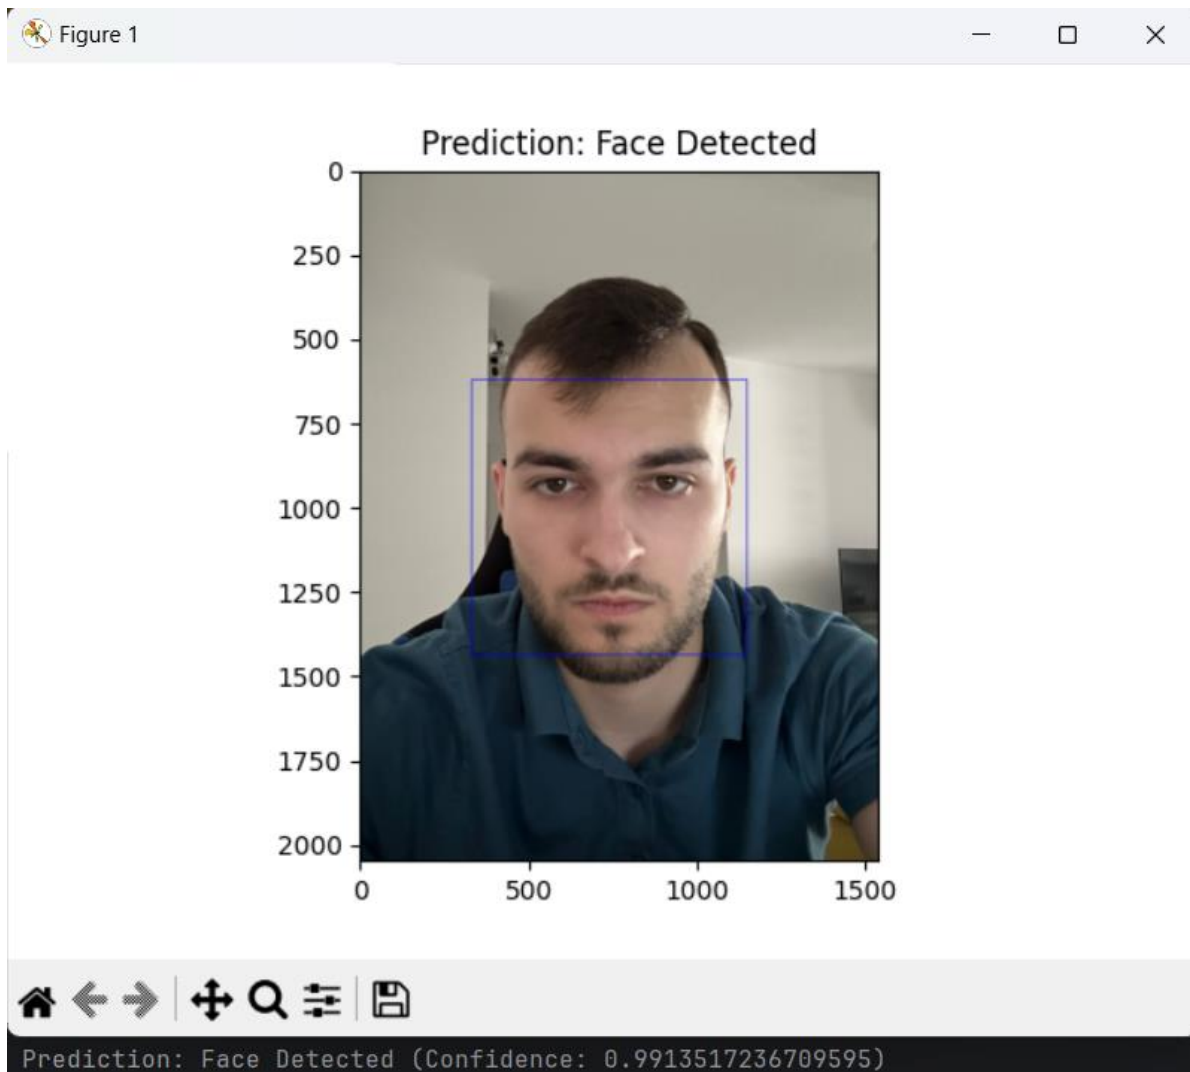 Figure 1
Prediction: Face Detected
0
250
500
750
1000
1250
1500
1750
2000
0 500 1000 1500
Prediction: Face Detected (Confidence: 0.9913517236709595)